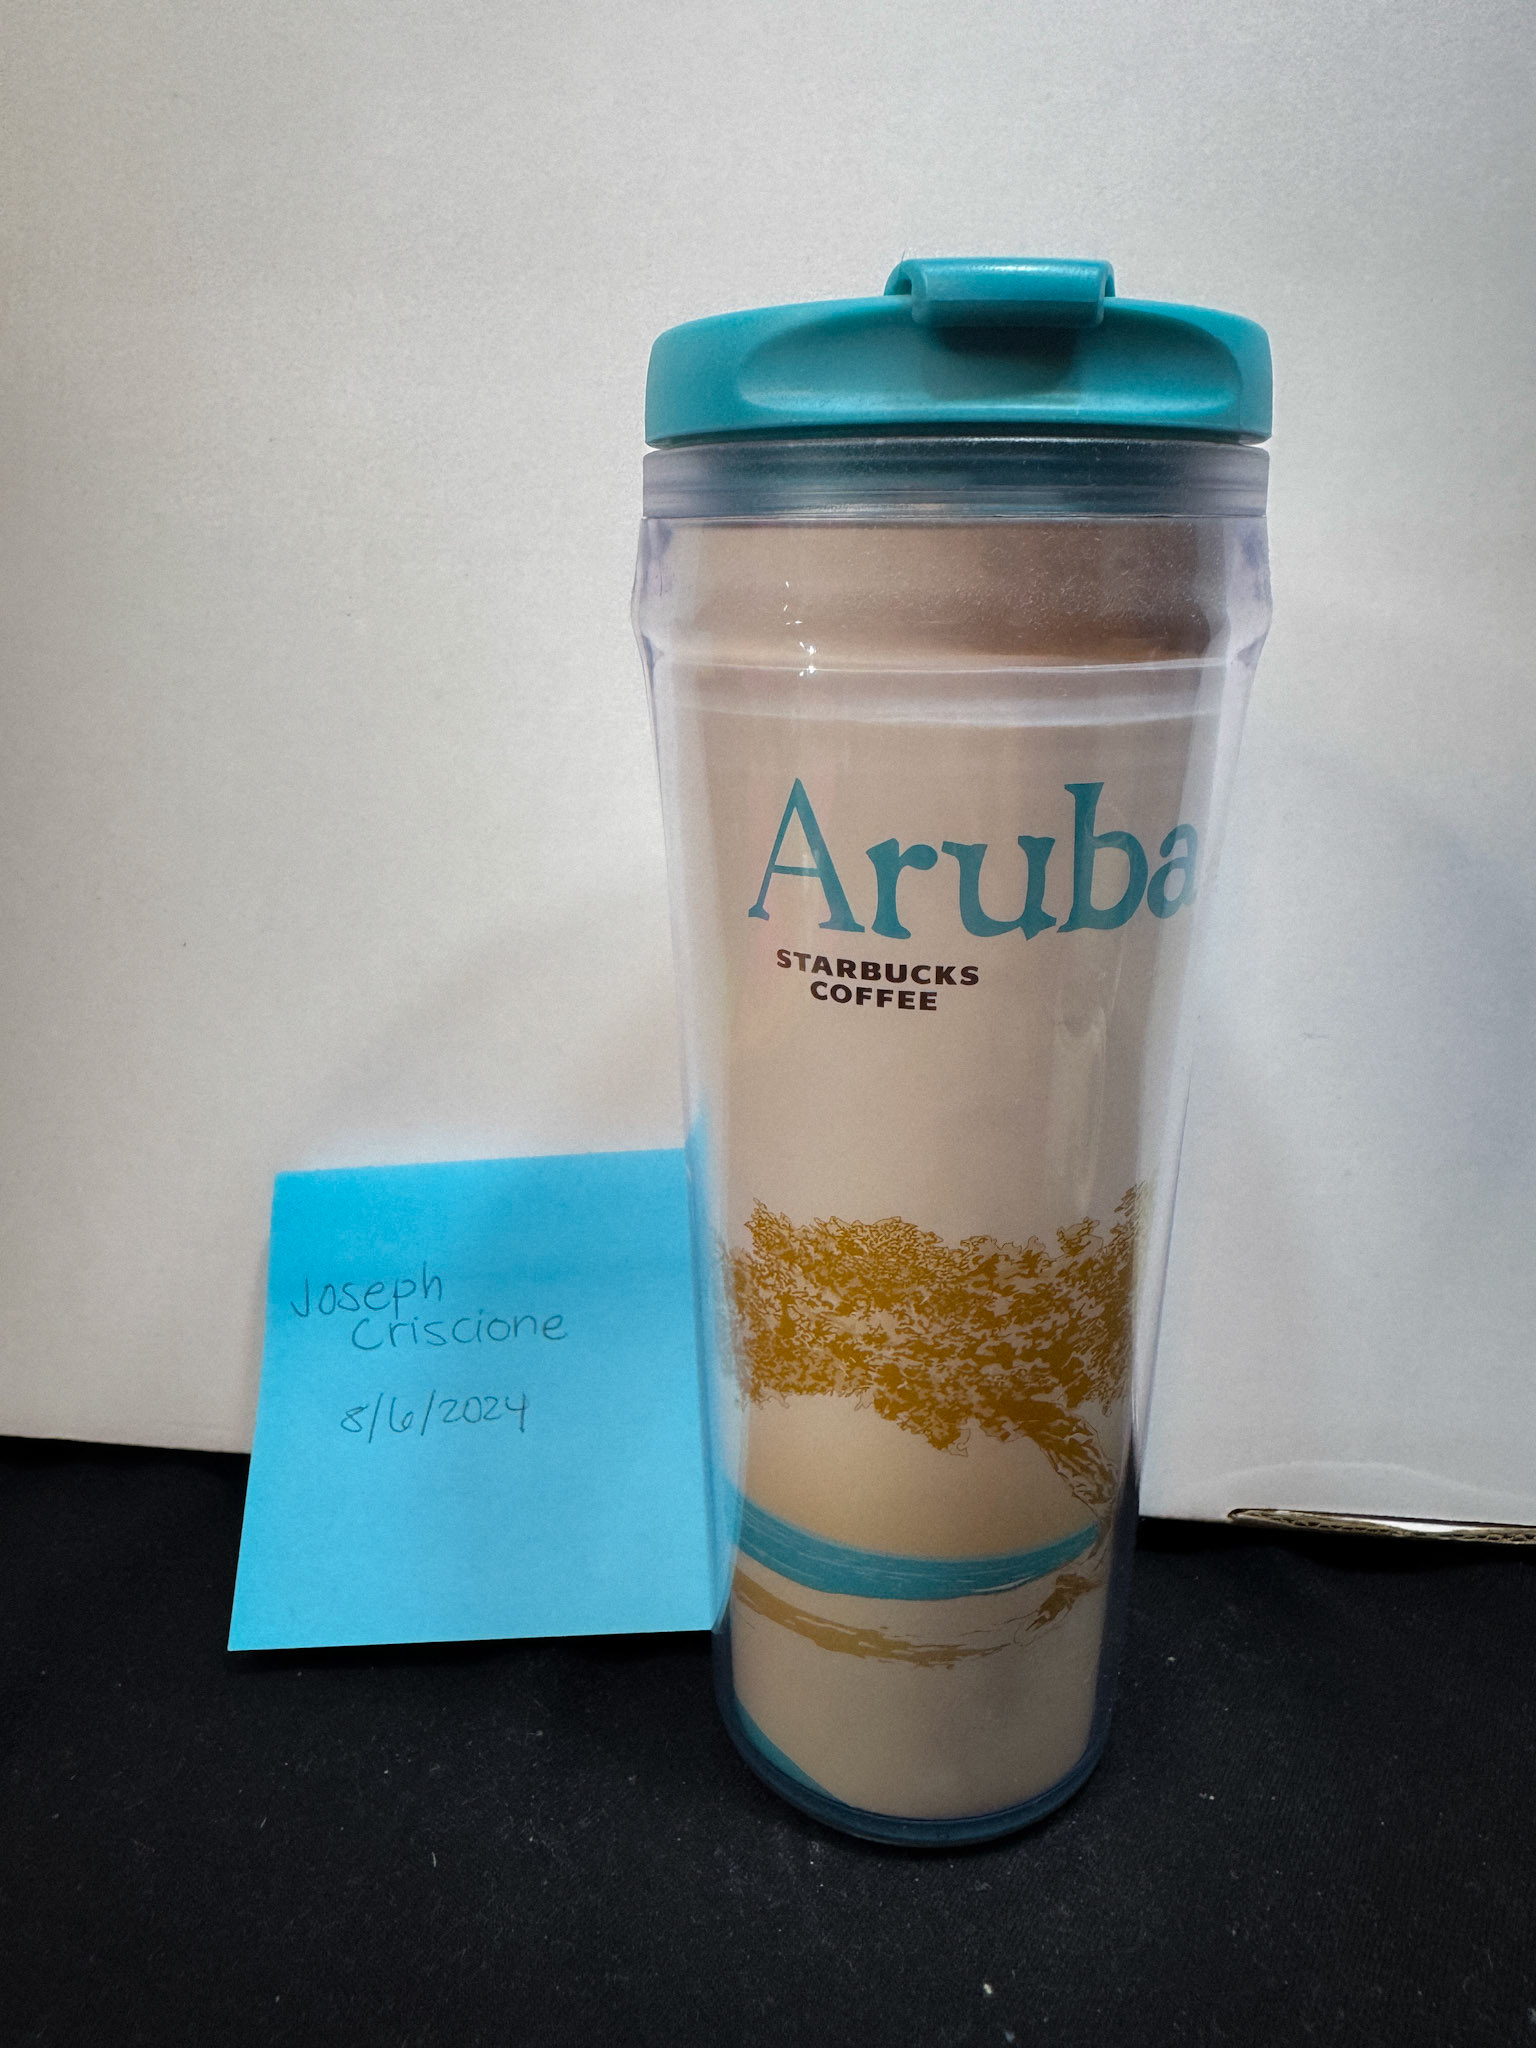 Aruba
STARBUCKS
COFFEE
Joseph
Criscione
8/6/2024